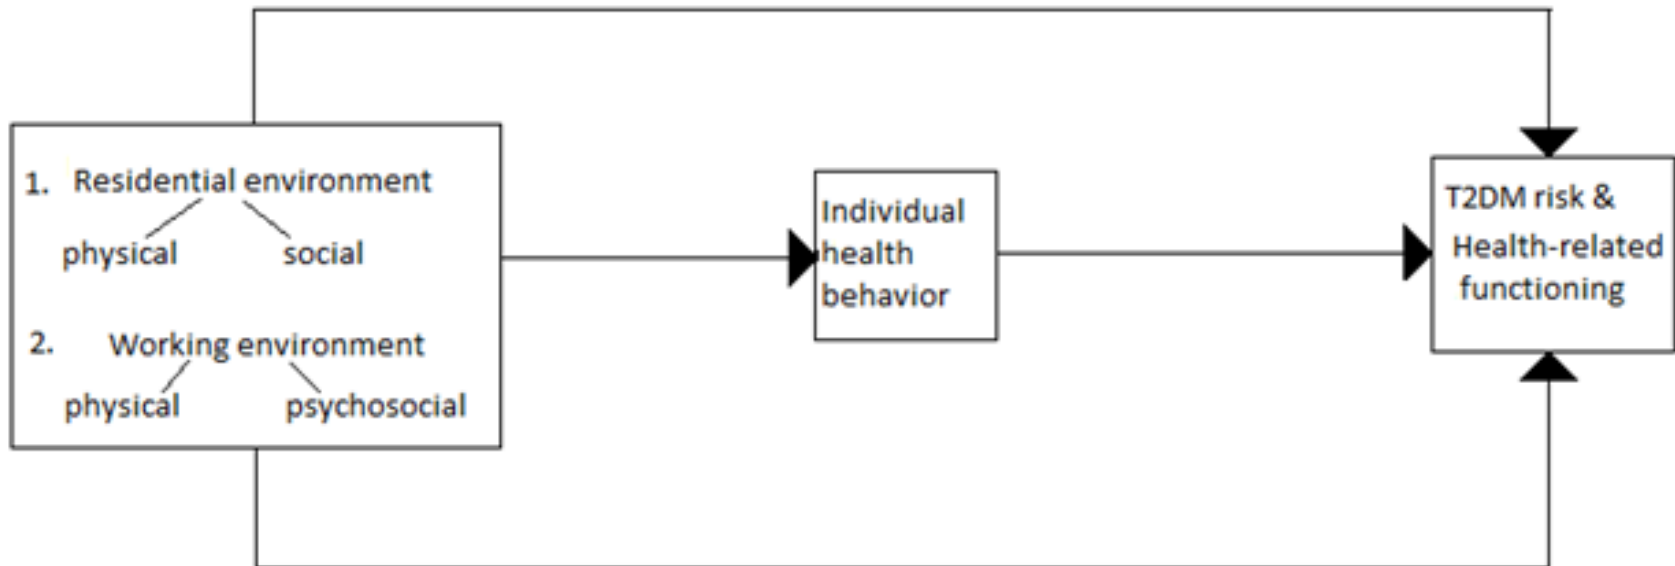 1. Residential environment
physical social
2. Working environment
physical psychosocial
Individual
health
behavior
T2DM risk &
Health-related
functioning